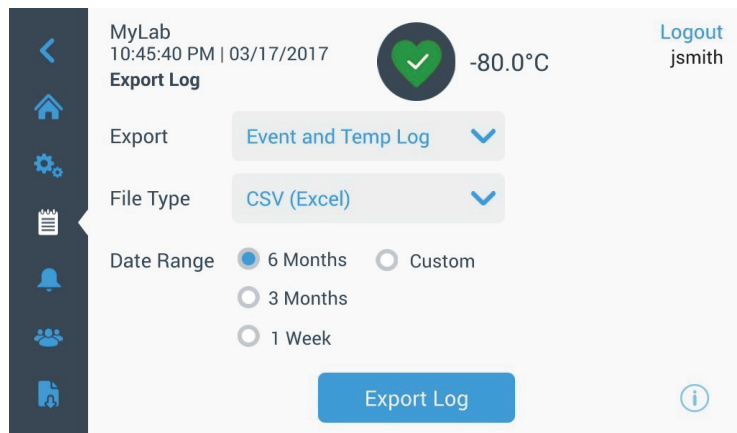 MyLab
10:45:40 PM | 03/17/2017
Export Log
-80.0°C
Logout
jsmith
Export Event and Temp Log
File Type CSV (Excel)
Date Range 6 Months Custom
3 Months
1 Week
Export Log
i